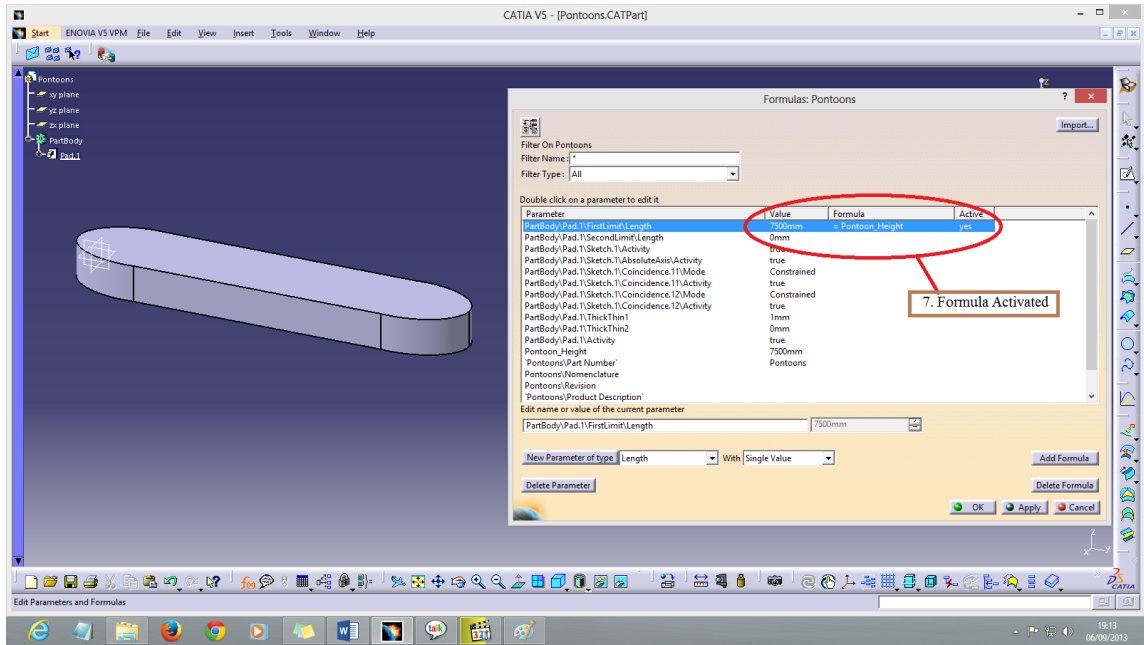 CATIA V5 - [Pontoons.CATPart]
Start ENOVIA V5 VPM File Edit View Insert Tools Window Help
Pontoons
xy plane
yz plane
zx plane
PartBody
Pad.1
z
Formulas: Pontoons
?
Import...
Filter On Pontoons
Filter Name : *
Filter Type : All
Double click on a parameter to edit it
Parameter Value Formula Active
PartBody\Pad.1\FirstLimit\Length 7500mm = Pontoon_Height yes
PartBody\Pad.1\SecondLimit\Length 0mm
PartBody\Pad.1\Sketch.1\Activity true
PartBody\Pad.1\Sketch.1\AbsoluteAxis\Activity true
PartBody\Pad.1\Sketch.1\Coincidence.11\Mode Constrained
PartBody\Pad.1\Sketch.1\Coincidence.11\Activity true
PartBody\Pad.1\Sketch.1\Coincidence.12\Mode Constrained
PartBody\Pad.1\Sketch.1\Coincidence.12\Activity true
PartBody\Pad.1\ThickThin1 1mm
PartBody\Pad.1\ThickThin2 0mm
PartBody\Pad.1\Activity true
Pontoon_Height 7500mm
`Pontoons\Part Number` Pontoons
Pontoons\Nomenclature
Pontoons\Revision
`Pontoons\Product Description`
7. Formula Activated
Edit name or value of the current parameter
PartBody\Pad.1\FirstLimit\Length 7500mm
New Parameter of type Length With Single Value Add Formula
Delete Parameter Delete Formula
OK Apply Cancel
z
x y
f(x)
DS CATIA
Edit Parameters and Formulas
talk
321
19:13
06/09/2013